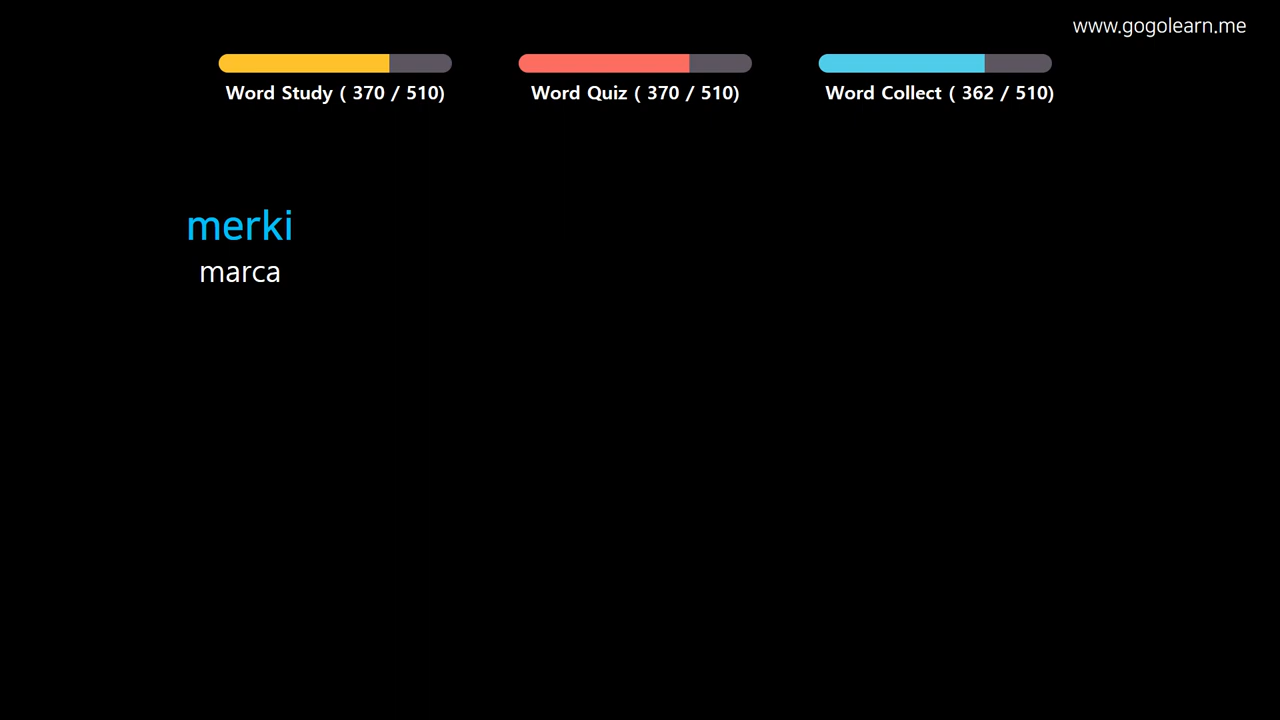 www.gogolearn.me
Word Study ( 370 / 510)
Word Quiz ( 370 / 510)
Word Collect ( 362 / 510)
merki
marca